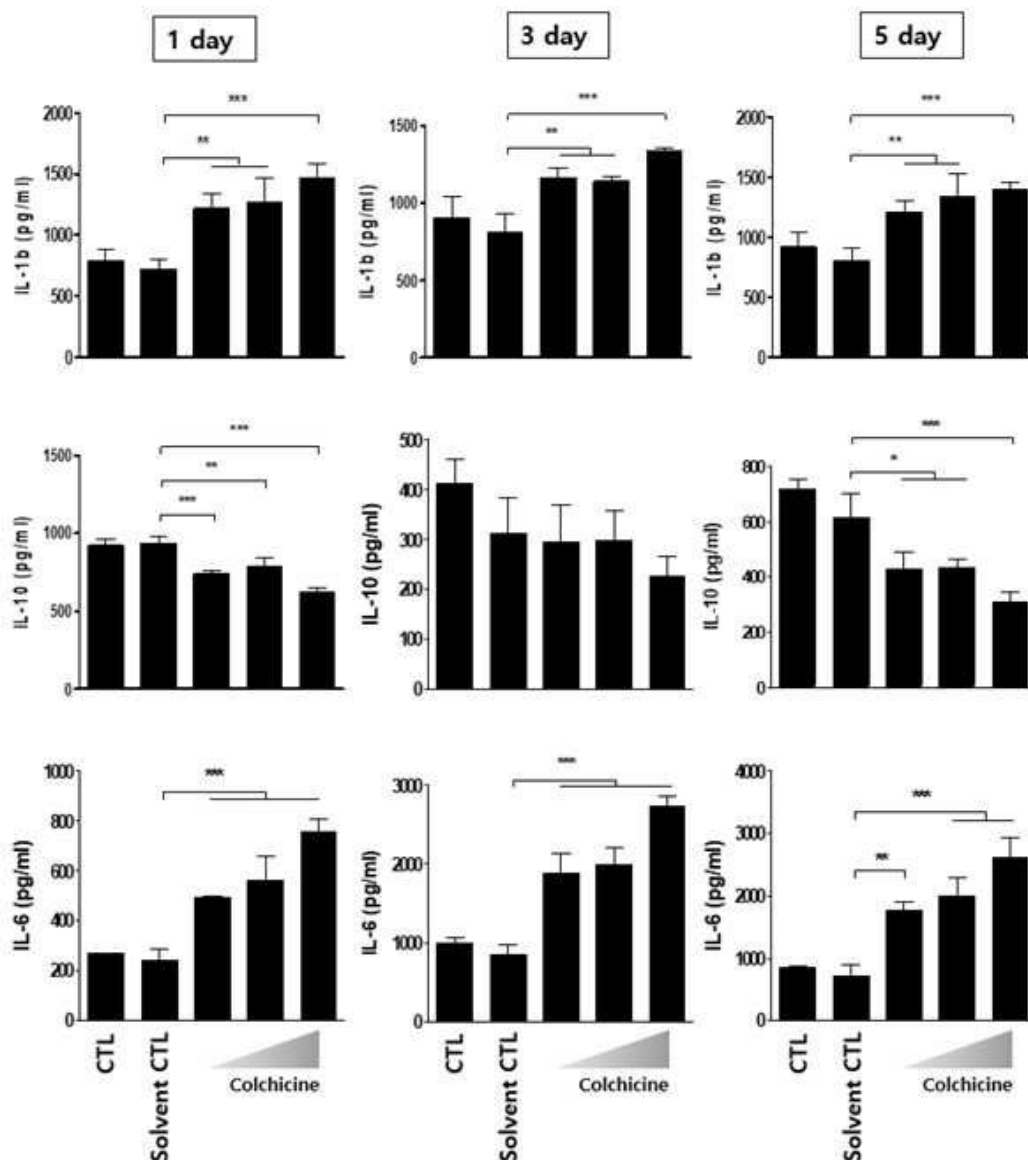 1 day
3 day
5 day
IL-1b (pg/ml)
2000
1500
1000
500
0
***
**
IL-1b (pg/ml)
1500
1000
500
0
***
**
IL-1b (pg/ml)
2000
1500
1000
500
0
***
**
IL-10 (pg/ml)
1500
1000
500
0
***
**
***
IL-10 (pg/ml)
500
400
300
200
100
0
IL-10 (pg/ml)
800
600
400
200
0
***
*
IL-6 (pg/ml)
1000
800
600
400
200
0
***
IL-6 (pg/ml)
3000
2000
1000
0
***
IL-6 (pg/ml)
4000
3000
2000
1000
0
***
**
CTL
Solvent CTL
Colchicine
CTL
Solvent CTL
Colchicine
CTL
Solvent CTL
Colchicine